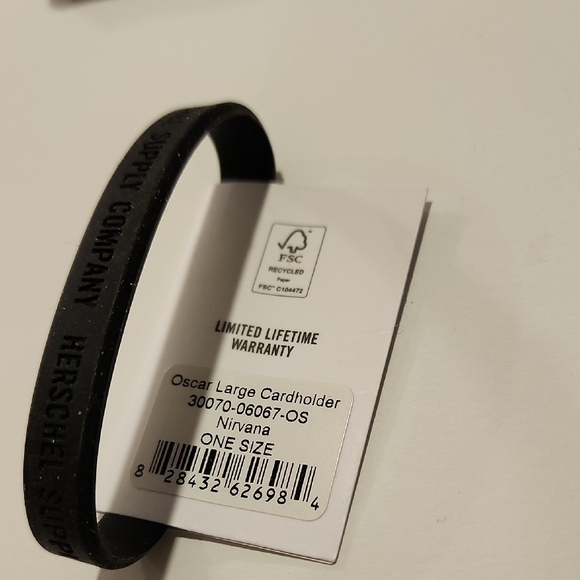 SUPPLY COMPANY HERSCHEL SUPPLY
FSC
RECYCLED
Paper
FSC® C104472
LIMITED LIFETIME
WARRANTY
Oscar Large Cardholder
30070-06067-OS
Nirvana
ONE SIZE
8 28432 62698 4